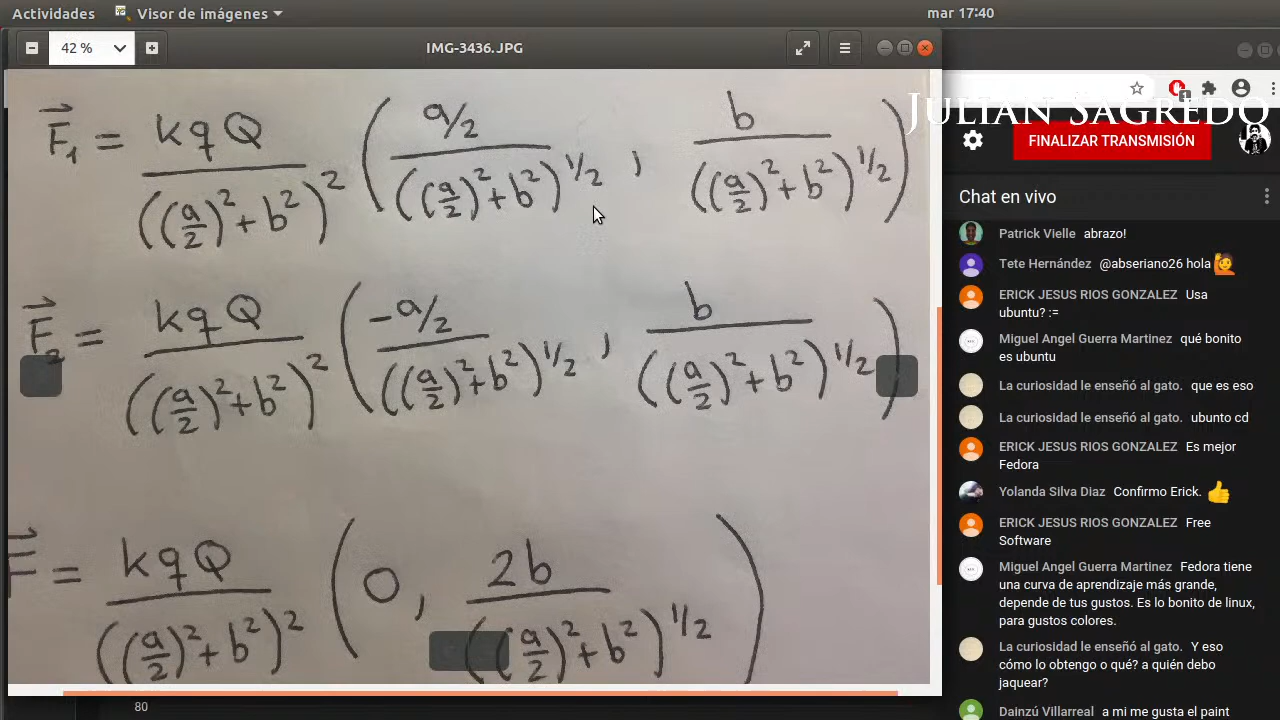 Actividades Visor de imágenes mar 17:40
42 % IMG-3436.JPG
JULIAN SAGREDO
FINALIZAR TRANSMISIÓN
F⃗₁ = kqQ / ((a/2)² + b²)² ( a/2 / ((a/2)² + b²)^1/2 , b / ((a/2)² + b²)^1/2 )
F⃗₂ = kqQ / ((a/2)² + b²)² ( -a/2 / ((a/2)² + b²)^1/2 , b / ((a/2)² + b²)^1/2 )
F⃗ = kqQ / ((a/2)² + b²)² ( 0 , 2b / ((a/2)² + b²)^1/2 )
80
Chat en vivo
Patrick Vielle abrazo!
Tete Hernández @abseriano26 hola 🙋
ERICK JESUS RIOS GONZALEZ Usa
ubuntu? :=
Miguel Angel Guerra Martinez qué bonito
es ubuntu
La curiosidad le enseñó al gato. que es eso
La curiosidad le enseñó al gato. ubunto cd
ERICK JESUS RIOS GONZALEZ Es mejor
Fedora
Yolanda Silva Diaz Confirmo Erick. 👍
ERICK JESUS RIOS GONZALEZ Free
Software
Miguel Angel Guerra Martinez Fedora tiene
una curva de aprendizaje más grande,
depende de tus gustos. Es lo bonito de linux,
para gustos colores.
La curiosidad le enseñó al gato. Y eso
cómo lo obtengo o qué? a quién debo
jaquear?
Dainzú Villarreal a mi me gusta el paint